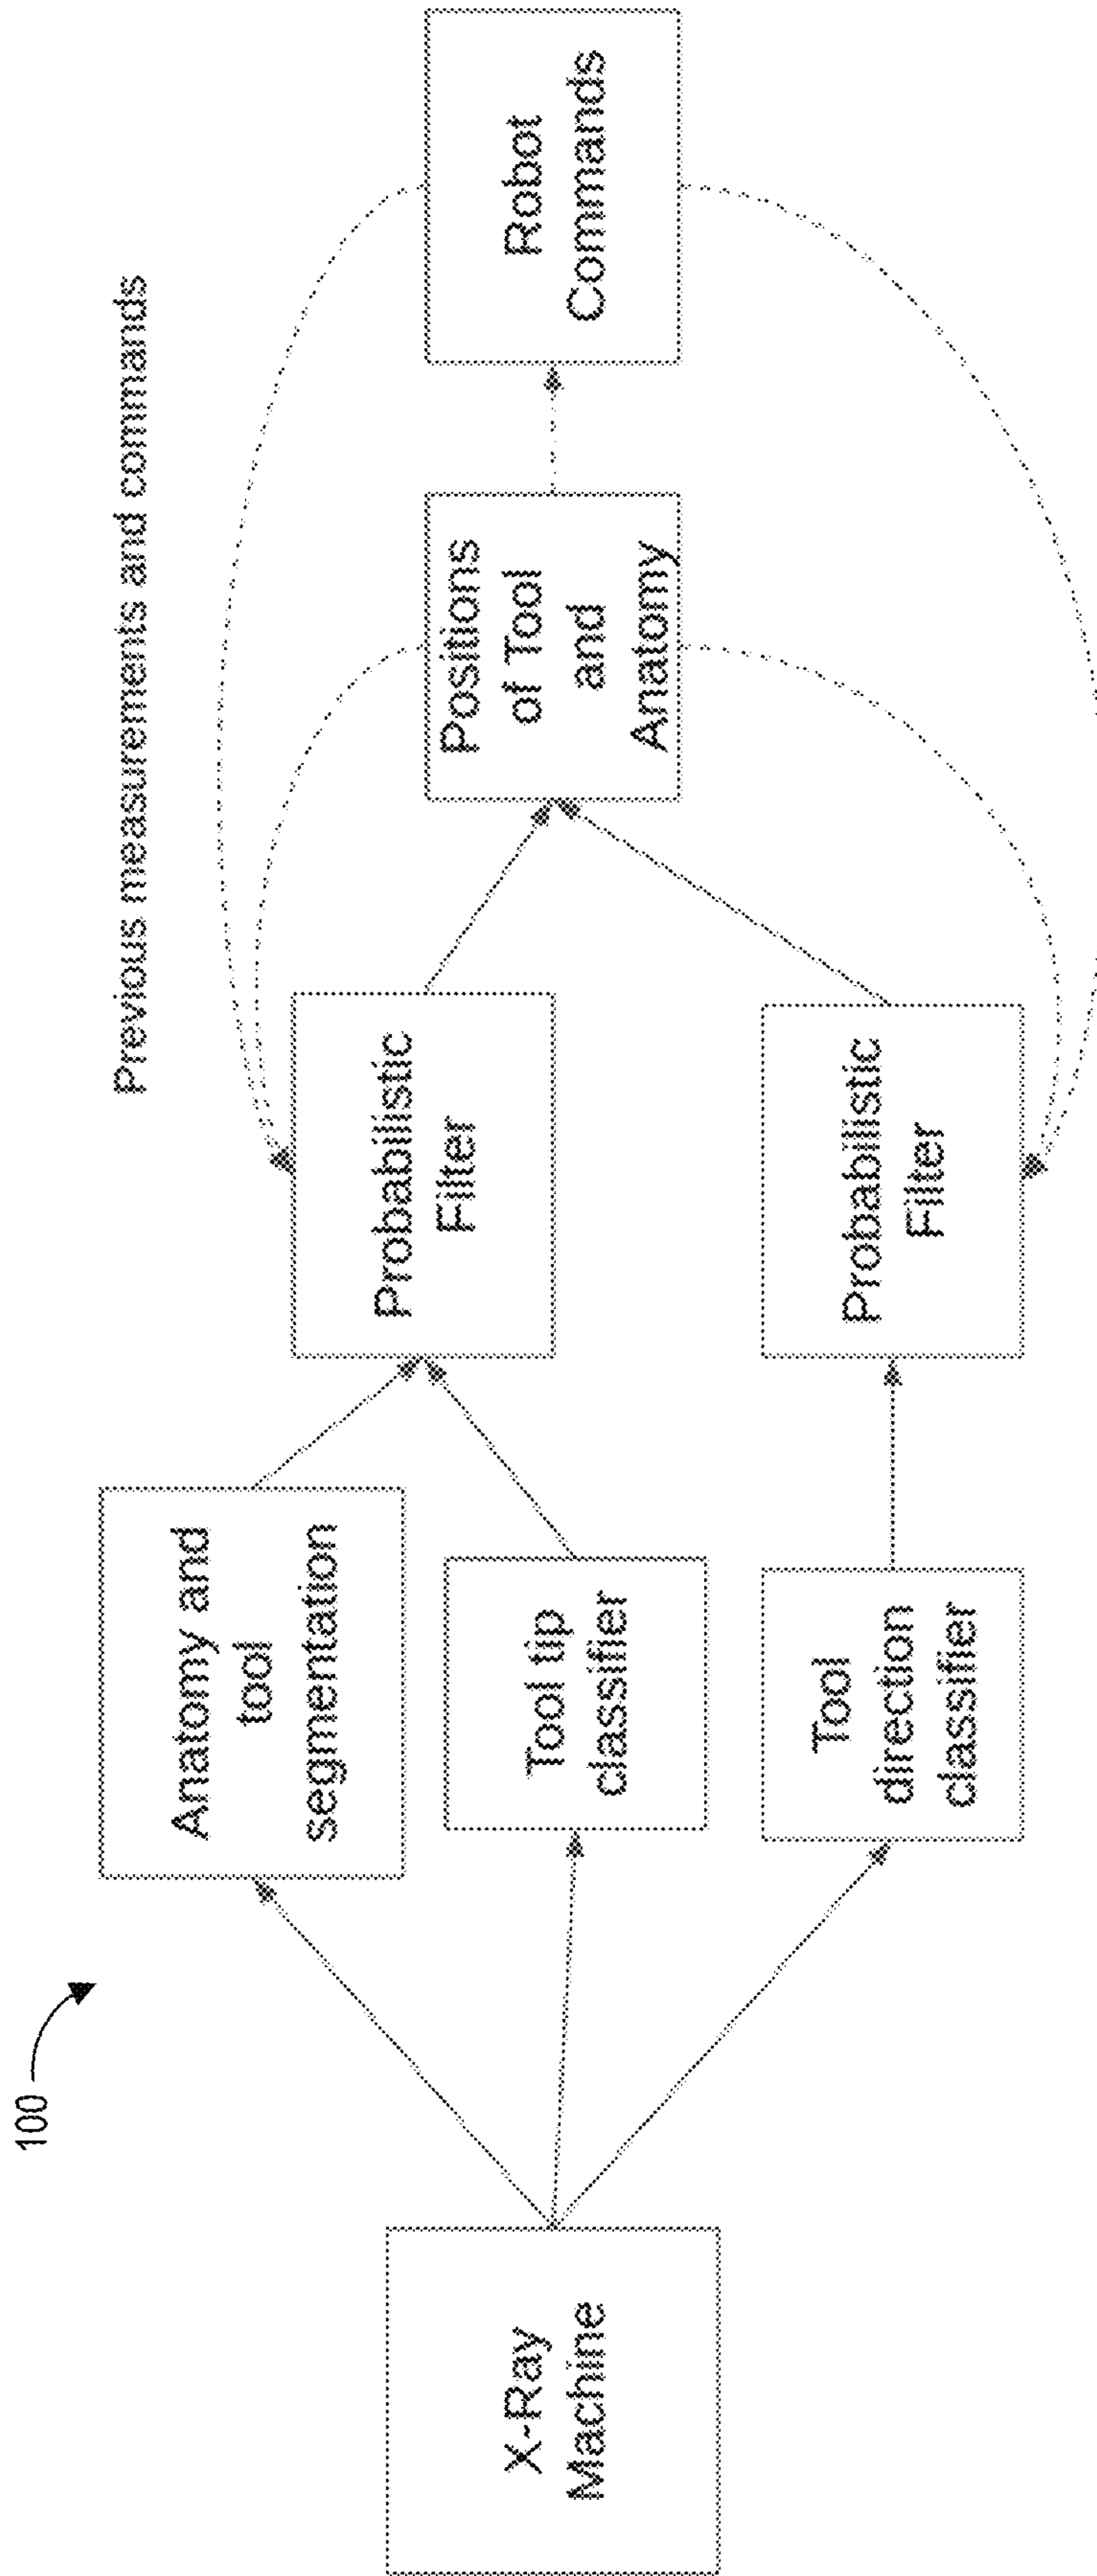 100
Previous measurements and commands
X-Ray
Machine
Anatomy and
tool
segmentation
Tool tip
classifier
Tool
direction
classifier
Probabilistic
Filter
Probabilistic
Filter
Positions
of Tool
and
Anatomy
Robot
Commands